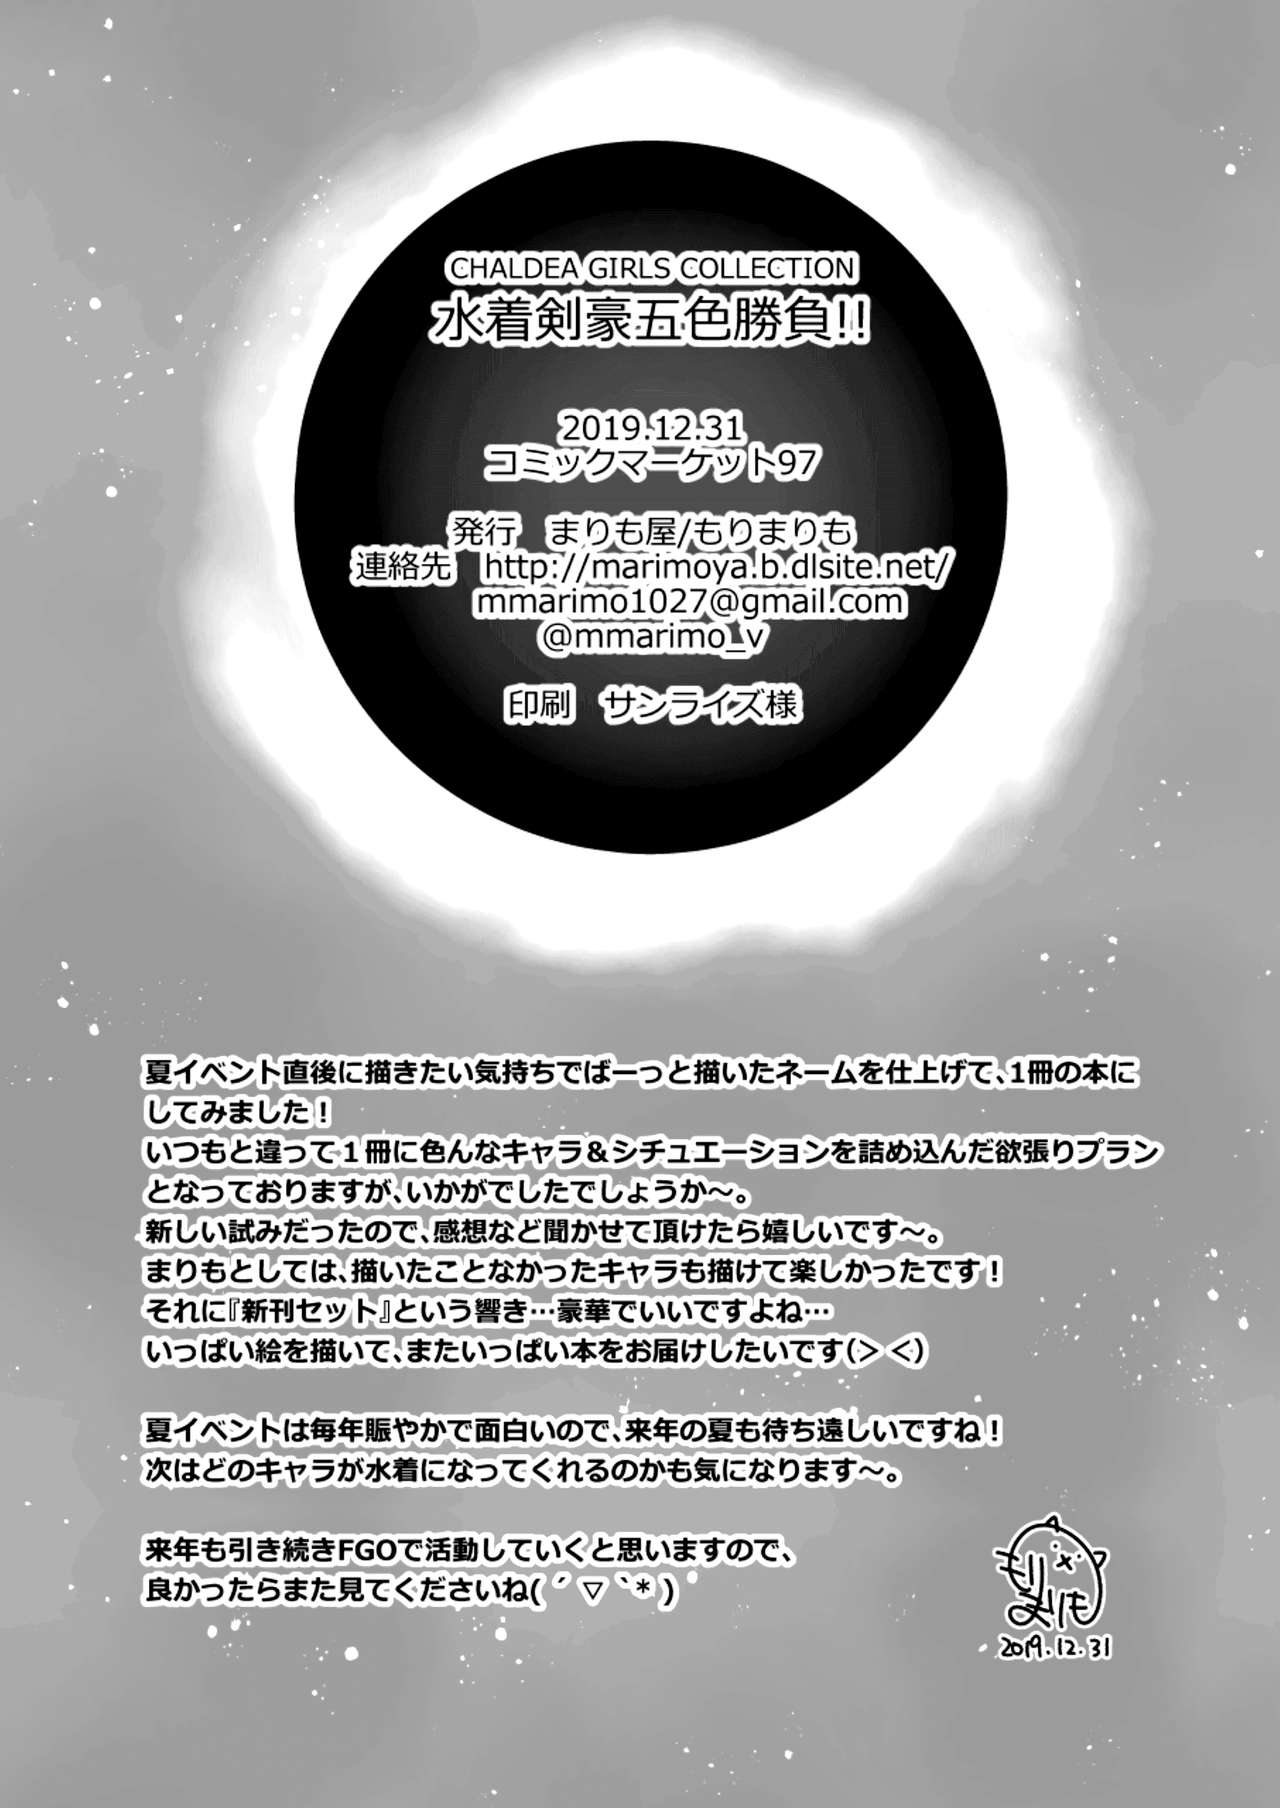 CHALDEA GIRLS COLLECTION
水着剣豪五色勝負!!
2019.12.31
コミックマーケット97
発行　まりも屋/もりまりも
連絡先　http://marimoya.b.dlsite.net/
mmarimo1027@gmail.com
@mmarimo_v
印刷　サンライズ様
夏イベント直後に描きたい気持ちでばーっと描いたネームを仕上げて、1冊の本に
してみました！
いつもと違って１冊に色んなキャラ＆シチュエーションを詰め込んだ欲張りプラン
となっておりますが、いかがでしたでしょうか～。
新しい試みだったので、感想など聞かせて頂けたら嬉しいです～。
まりもとしては、描いたことなかったキャラも描けて楽しかったです！
それに『新刊セット』という響き…豪華でいいですよね…
いっぱい絵を描いて、またいっぱい本をお届けしたいです(＞＜)
夏イベントは毎年賑やかで面白いので、来年の夏も待ち遠しいですね！
次はどのキャラが水着になってくれるのかも気になります～。
来年も引き続きFGOで活動していくと思いますので、
良かったらまた見てくださいね( ´ ▽ ` * )
もり
まりも
2019.12.31